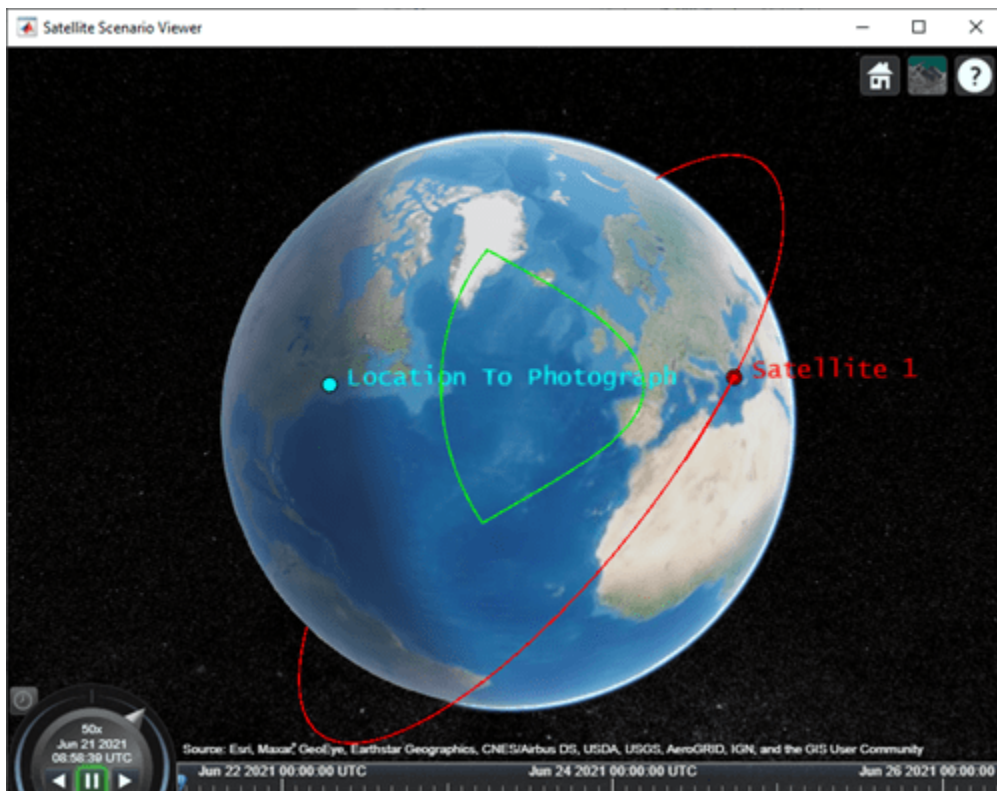 Satellite Scenario Viewer
?
Location To Photograph
Satellite 1
50x
Jun 21 2021
08:58:39 UTC
Source: Esri, Maxar, GeoEye, Earthstar Geographics, CNES/Airbus DS, USDA, USGS, AeroGRID, IGN, and the GIS User Community
Jun 22 2021 00:00:00 UTC
Jun 24 2021 00:00:00 UTC
Jun 26 2021 00:00:00